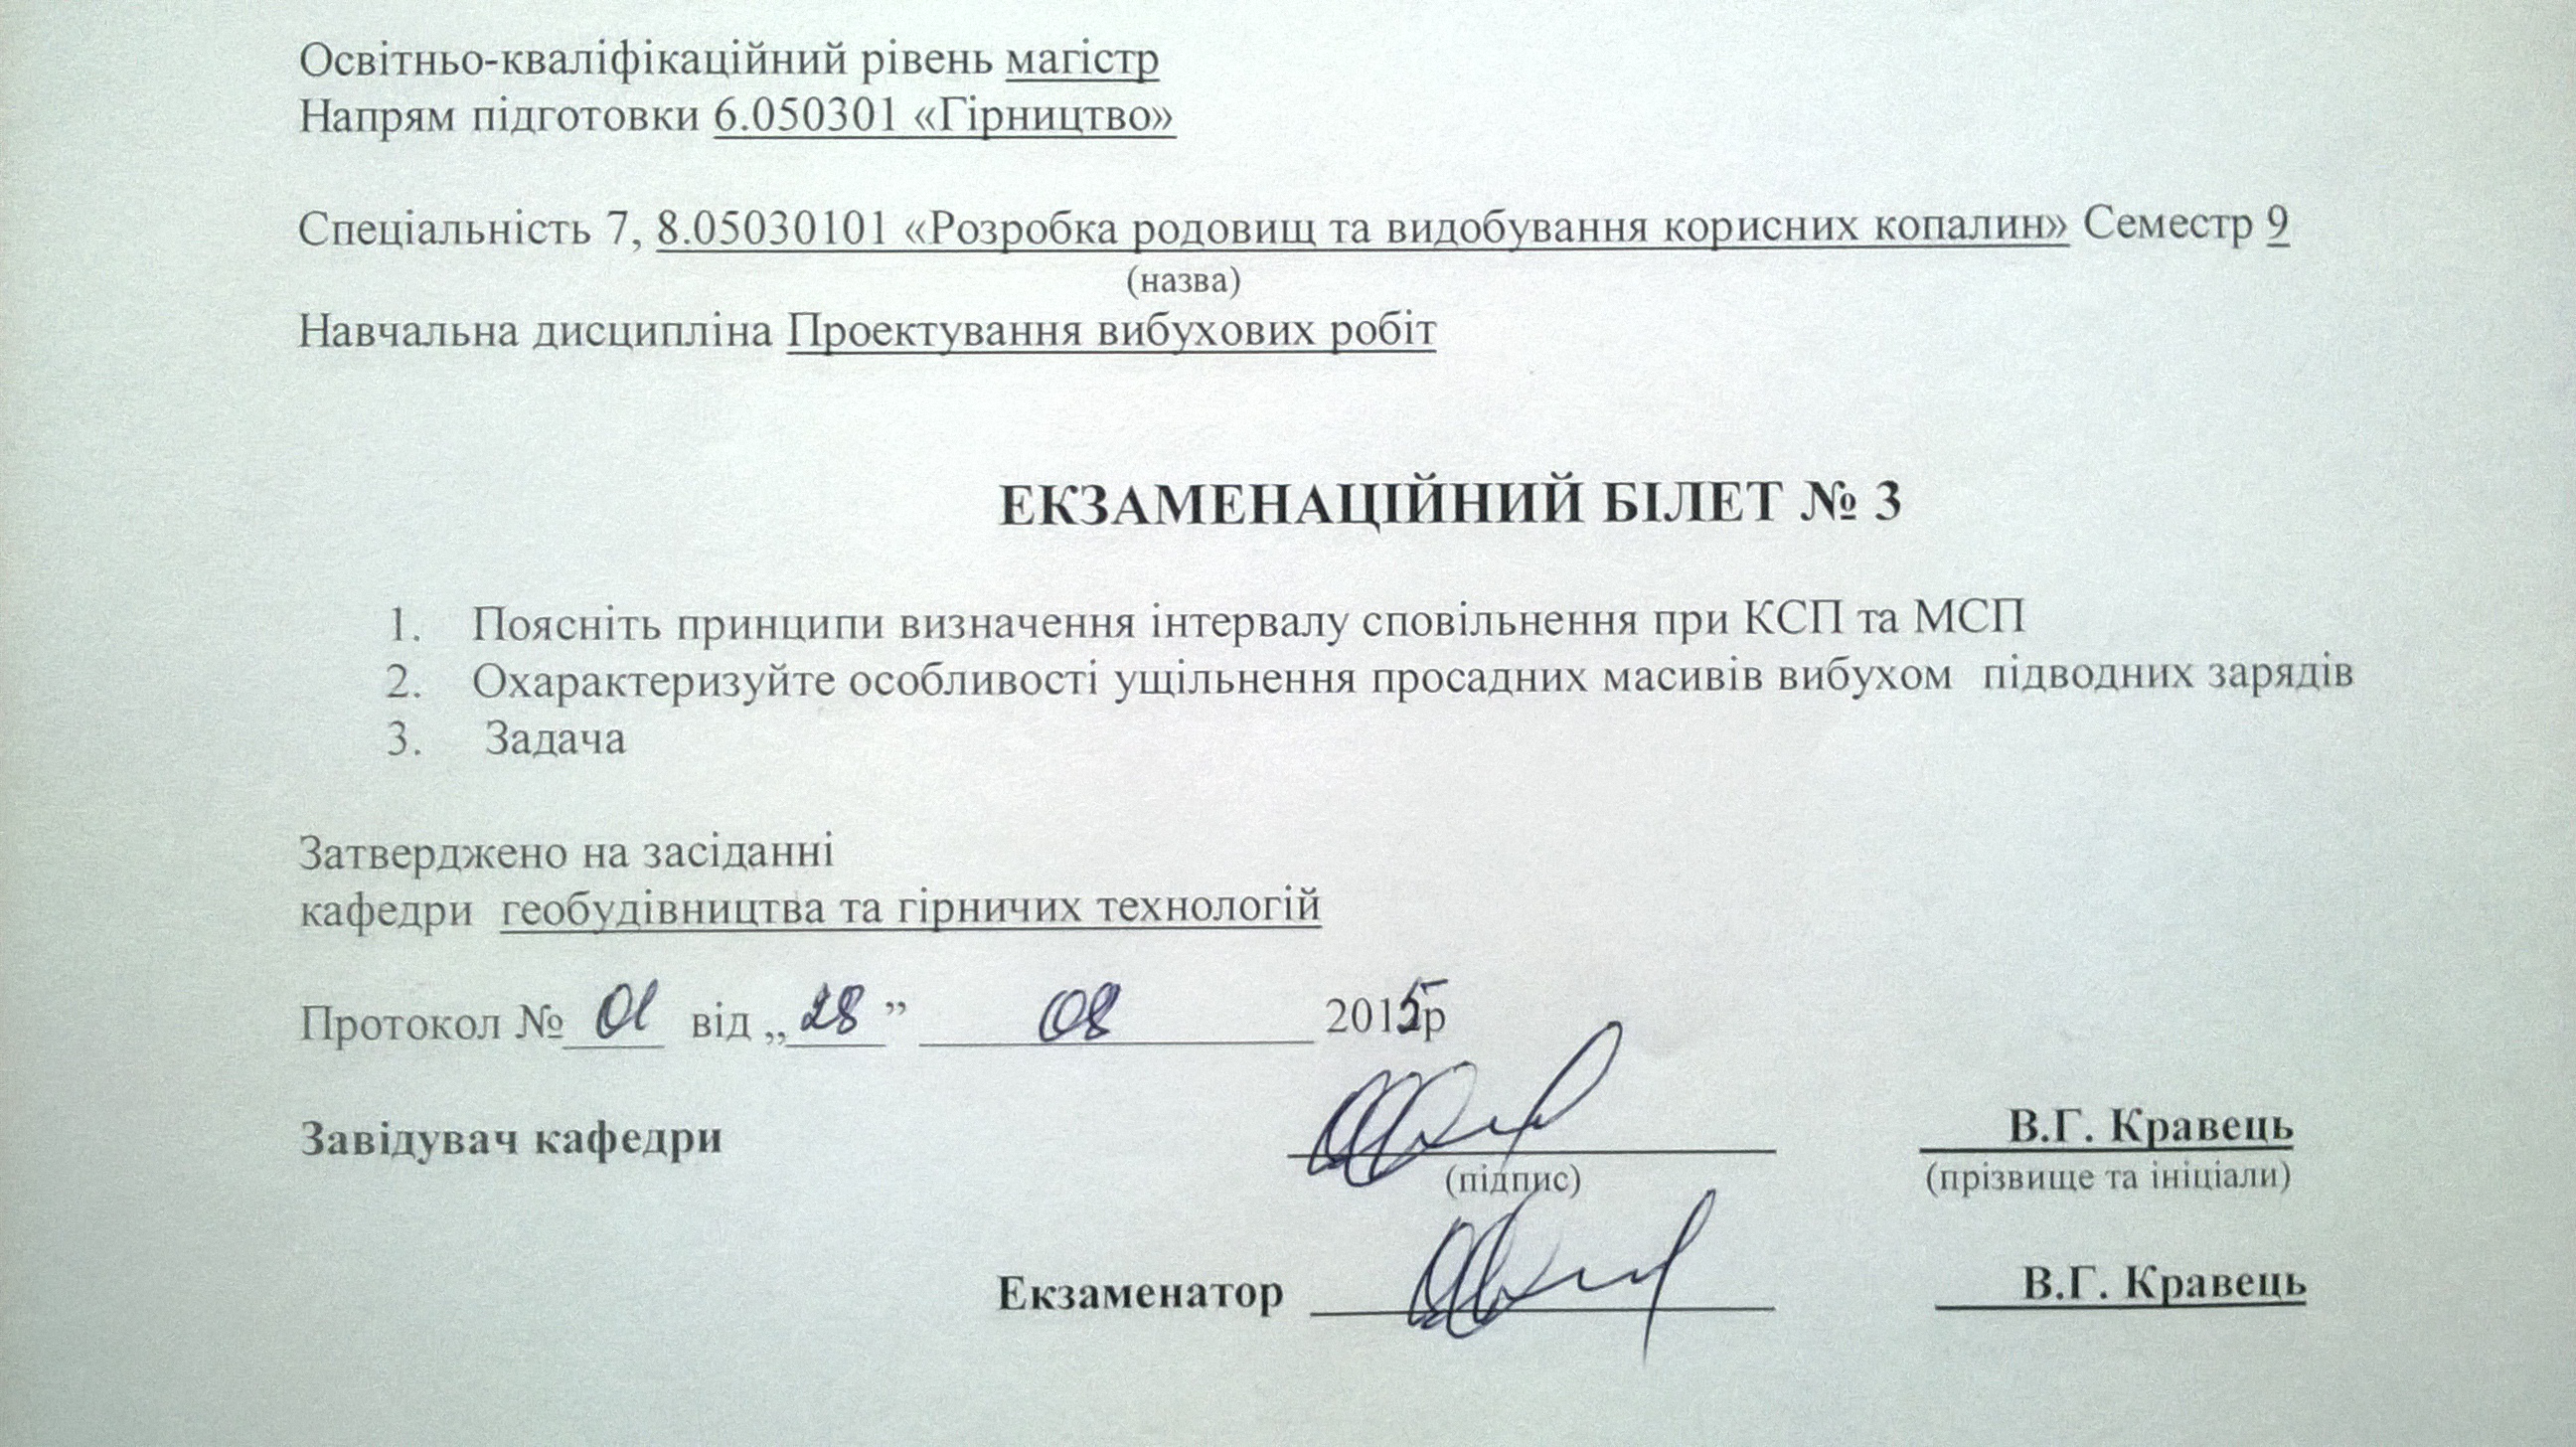 Освітньо-кваліфікаційний рівень магістр
Напрям підготовки 6.050301 «Гірництво»
Спеціальність 7, 8.05030101 «Розробка родовищ та видобування корисних копалин» Семестр 9
(назва)
Навчальна дисципліна Проектування вибухових робіт
ЕКЗАМЕНАЦІЙНИЙ БІЛЕТ № 3
1. Поясніть принципи визначення інтервалу сповільнення при КСП та МСП
2. Охарактеризуйте особливості ущільнення просадних масивів вибухом підводних зарядів
3. Задача
Затверджено на засіданні
кафедри геобудівництва та гірничих технологій
Протокол № 01 від „28” 08 2015р
Завідувач кафедри В.Г. Кравець
(підпис) (прізвище та ініціали)
Екзаменатор В.Г. Кравець